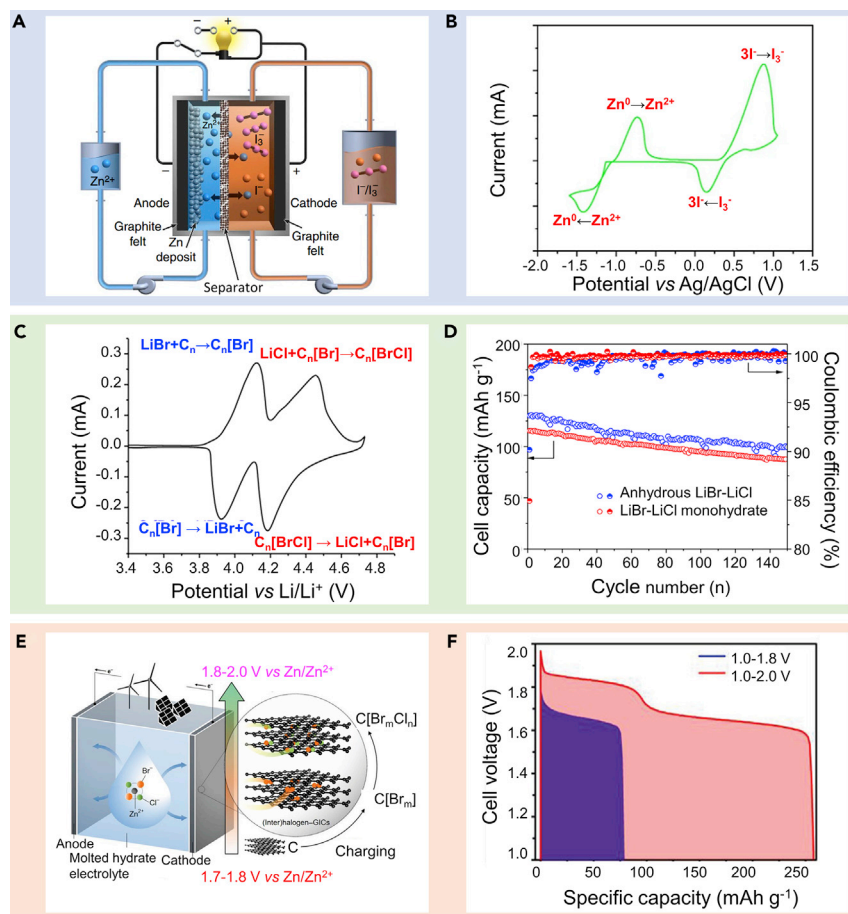 A
− +
Zn²⁺
I₃⁻
I⁻
− +
Zn²⁺
I⁻/I₃⁻
Anode
Cathode
Graphite
felt
Zn
deposit
Graphite
felt
Separator
B
Current (mA)
3I⁻→I₃⁻
Zn⁰→Zn²⁺
Zn⁰←Zn²⁺
3I⁻←I₃⁻
-2.0 -1.5 -1.0 -0.5 0.0 0.5 1.0 1.5
Potential vs Ag/AgCl (V)
C
LiBr+Cₙ→Cₙ[Br]
LiCl+Cₙ[Br]→Cₙ[BrCl]
Current (mA)
0.3
0.2
0.1
0.0
-0.1
-0.2
-0.3
Cₙ[Br] → LiBr+Cₙ
Cₙ[BrCl] → LiCl+Cₙ[Br]
3.4 4.0 4.2 4.4 4.6 4.8
Potential vs Li/Li⁺ (V)
D
Cell capacity (mAh g⁻¹)
200
150
100
50
0
Anhydrous LiBr-LiCl
LiBr-LiCl monohydrate
100
95
90
85
80
Coulombic efficiency
(%)
0 20 40 60 80 100 120 140
Cycle number (n)
E
1.8-2.0 V vs Zn/Zn²⁺
e⁻
e⁻
C[BrₘClₙ]
Br⁻
Cl⁻
Zn²⁺
C[Brₘ]
(Inter)halogen–GICs
C
Charging
Anode
Molted hydrate
electrolyte
Cathode
1.7-1.8 V vs Zn/Zn²⁺
F
Cell voltage (V)
2.0
1.8
1.6
1.4
1.2
1.0
1.0-1.8 V
1.0-2.0 V
0 50 100 150 200 250
Specific capacity (mAh g⁻¹)